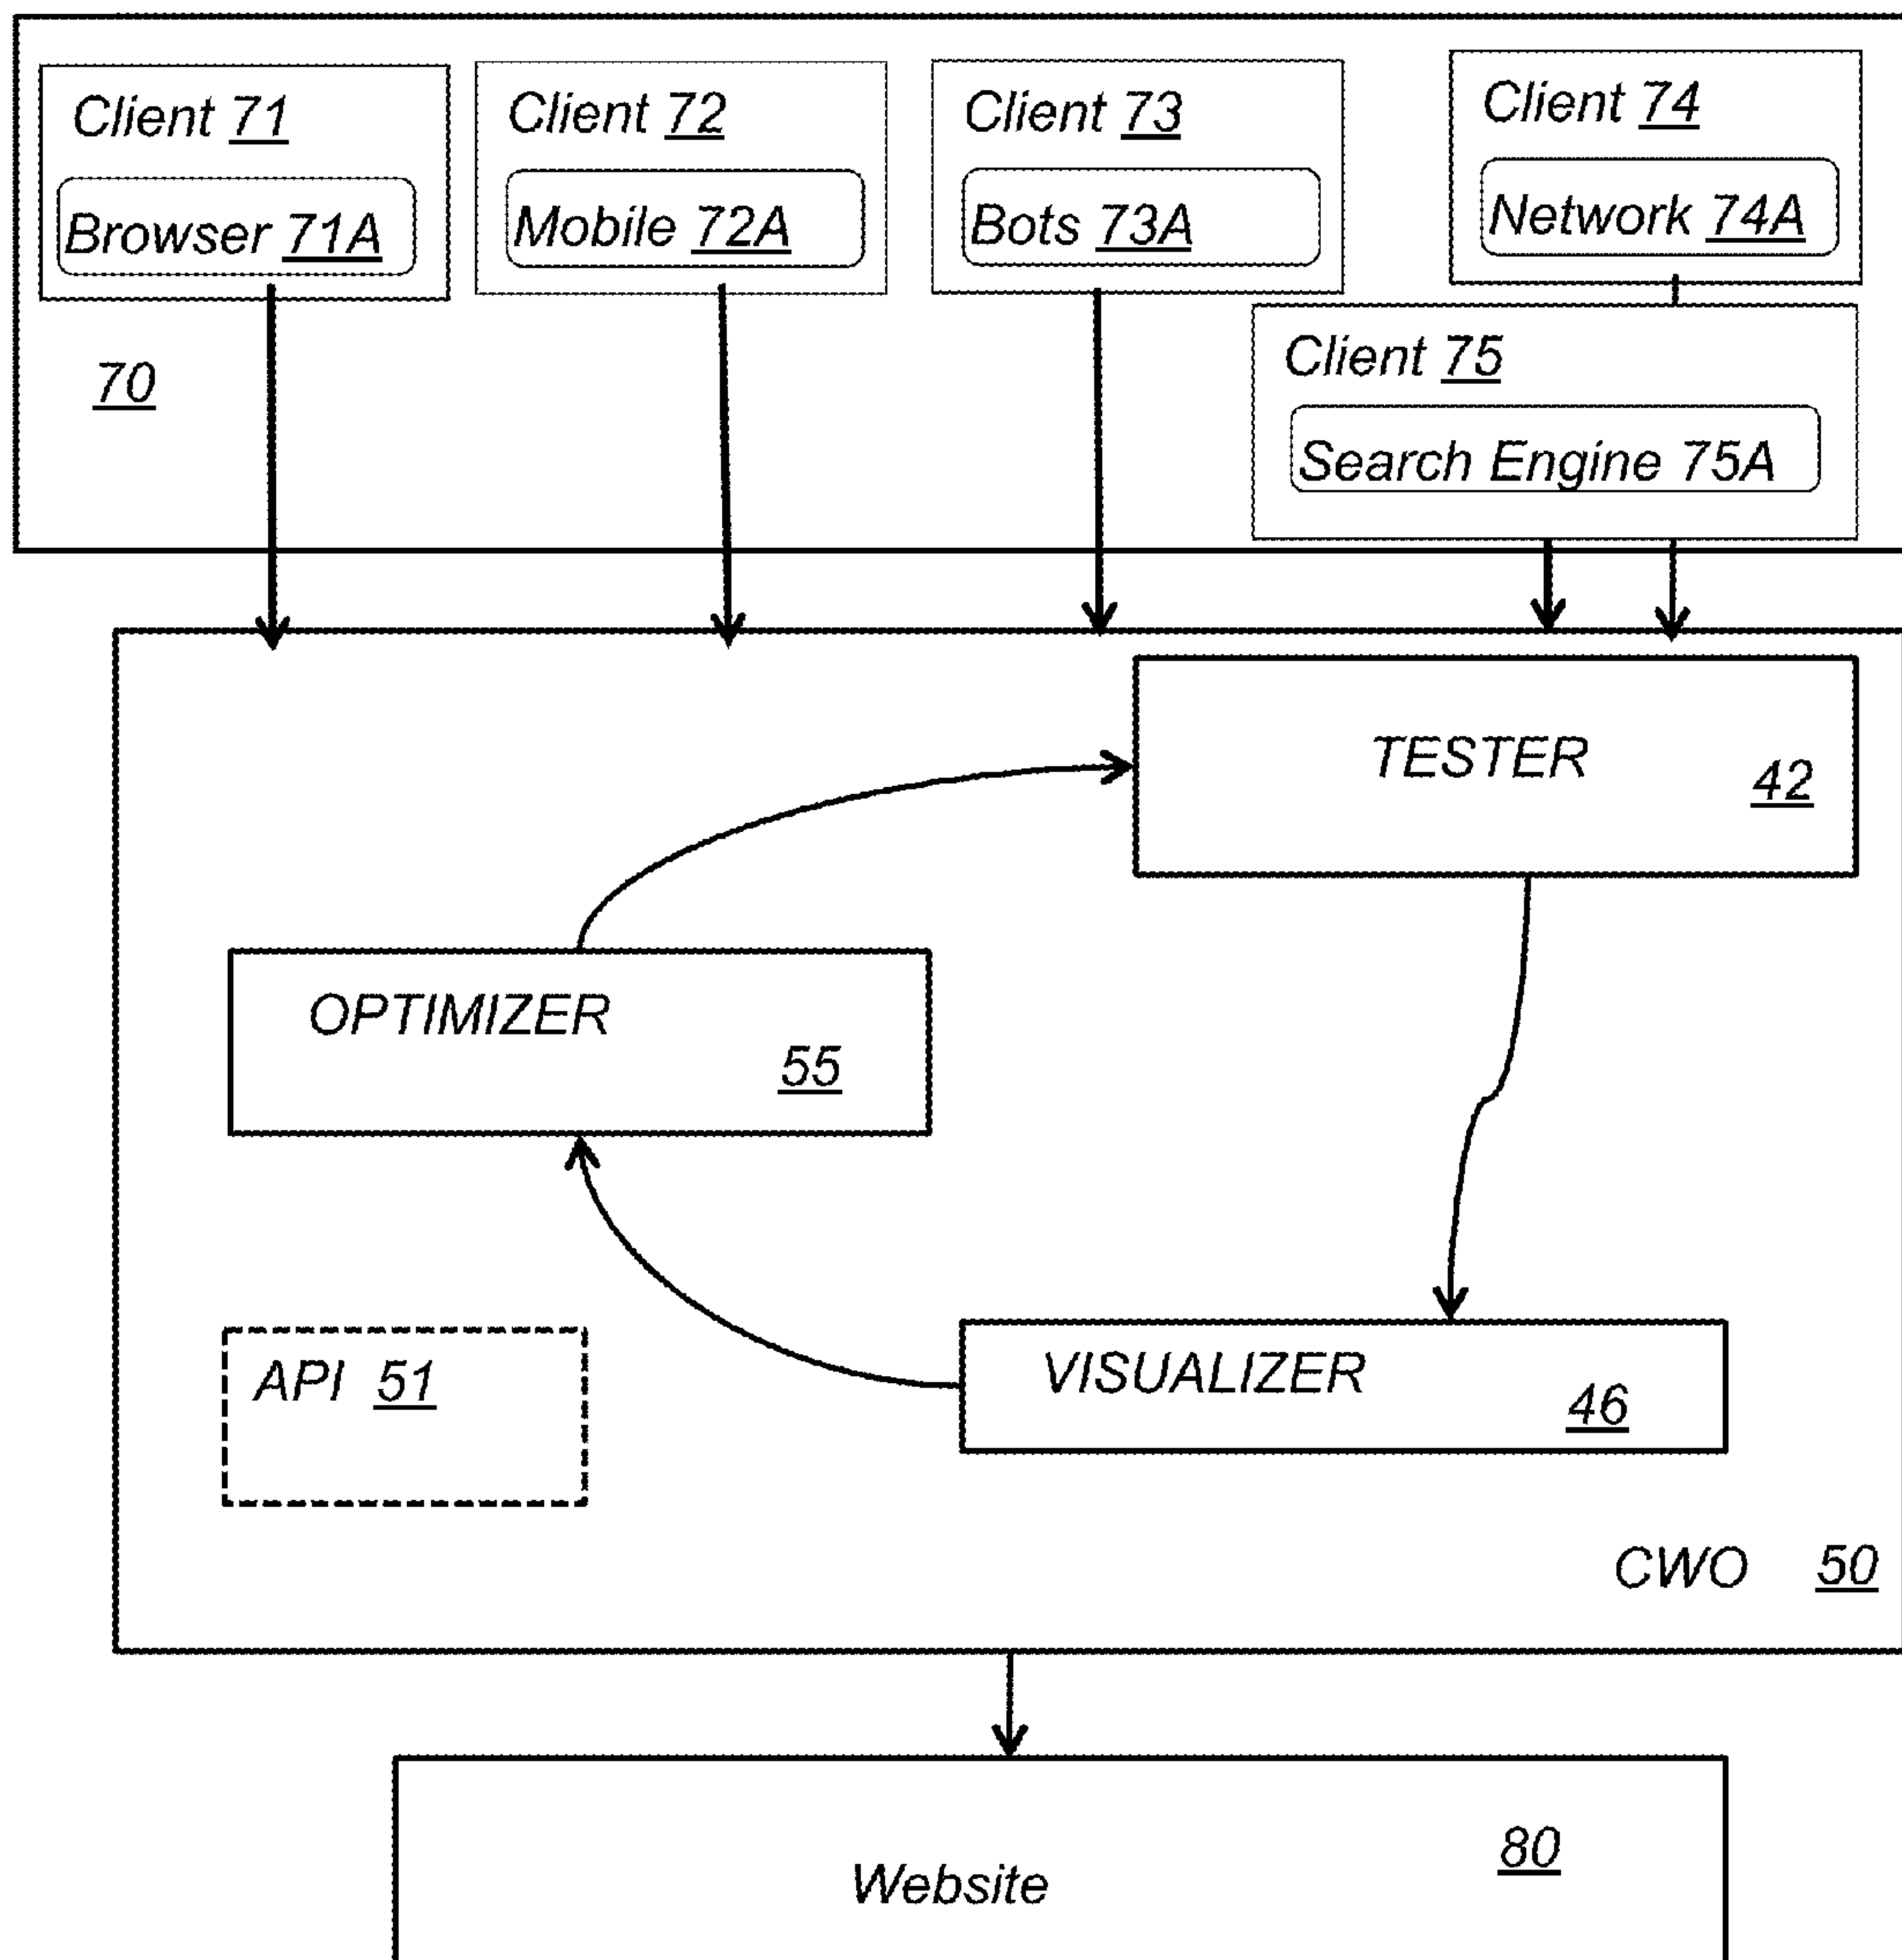 Client 71
Browser 71A
Client 72
Mobile 72A
Client 73
Bots 73A
Client 74
Network 74A
Client 75
Search Engine 75A
70
TESTER
42
OPTIMIZER
55
API 51
VISUALIZER
46
CWO 50
Website
80